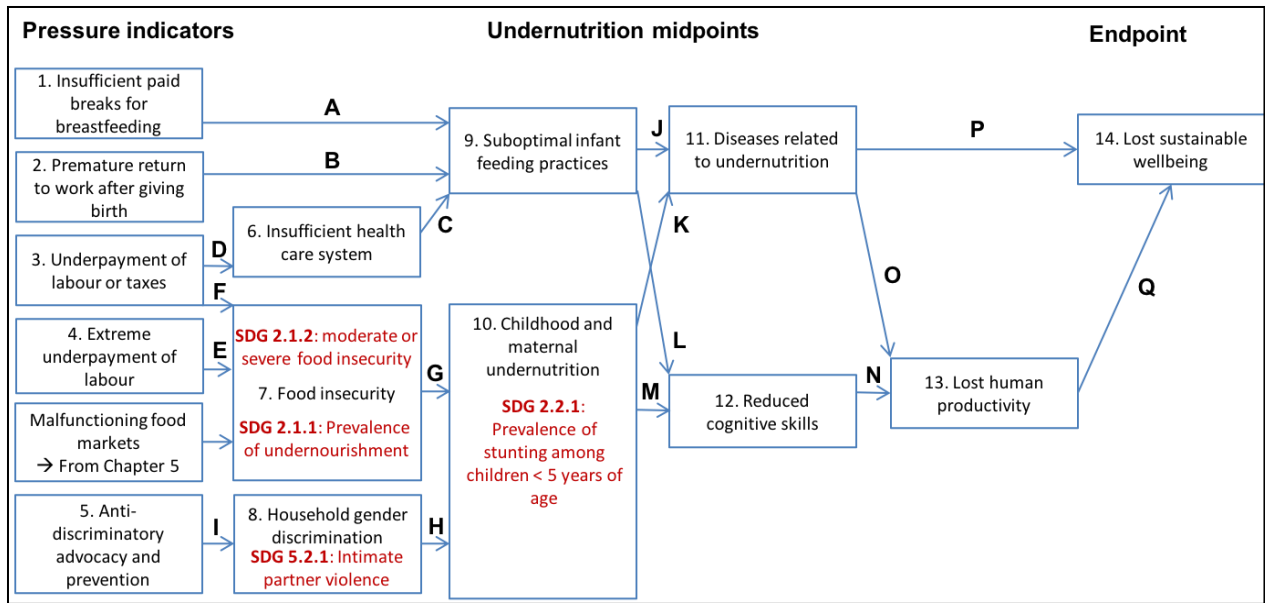 Pressure indicators
Undernutrition midpoints
Endpoint
1. Insufficient paid
breaks for
breastfeeding
A
2. Premature return
to work after giving
birth
B
3. Underpayment of
labour or taxes
D
F
4. Extreme
underpayment of
labour
E
Malfunctioning food
markets
→ From Chapter 5
5. Anti-
discriminatory
advocacy and
prevention
I
6. Insufficient health
care system
C
SDG 2.1.2: moderate or
severe food insecurity
7. Food insecurity
SDG 2.1.1: Prevalence
of undernourishment
G
8. Household gender
discrimination
SDG 5.2.1: Intimate
partner violence
H
9. Suboptimal infant
feeding practices
J
K
L
10. Childhood and
maternal
undernutrition
SDG 2.2.1:
Prevalence of
stunting among
children < 5 years of
age
M
11. Diseases related
to undernutrition
P
O
12. Reduced
cognitive skills
N
13. Lost human
productivity
Q
14. Lost sustainable
wellbeing